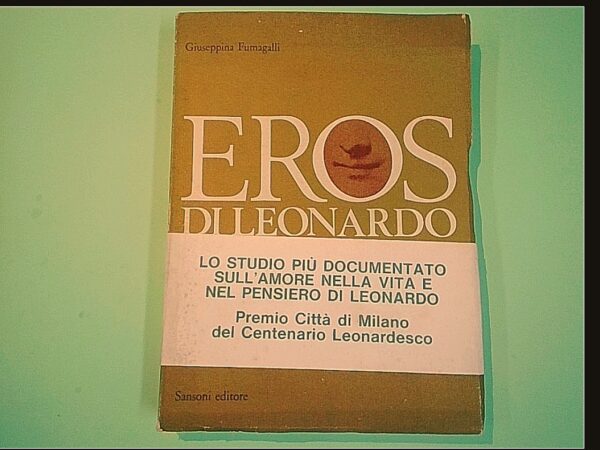 Giuseppina Fumagalli
EROS
DI LEONARDO
LO STUDIO PIÙ DOCUMENTATO
SULL'AMORE NELLA VITA E
NEL PENSIERO DI LEONARDO
Premio Città di Milano
del Centenario Leonardesco
Sansoni editore